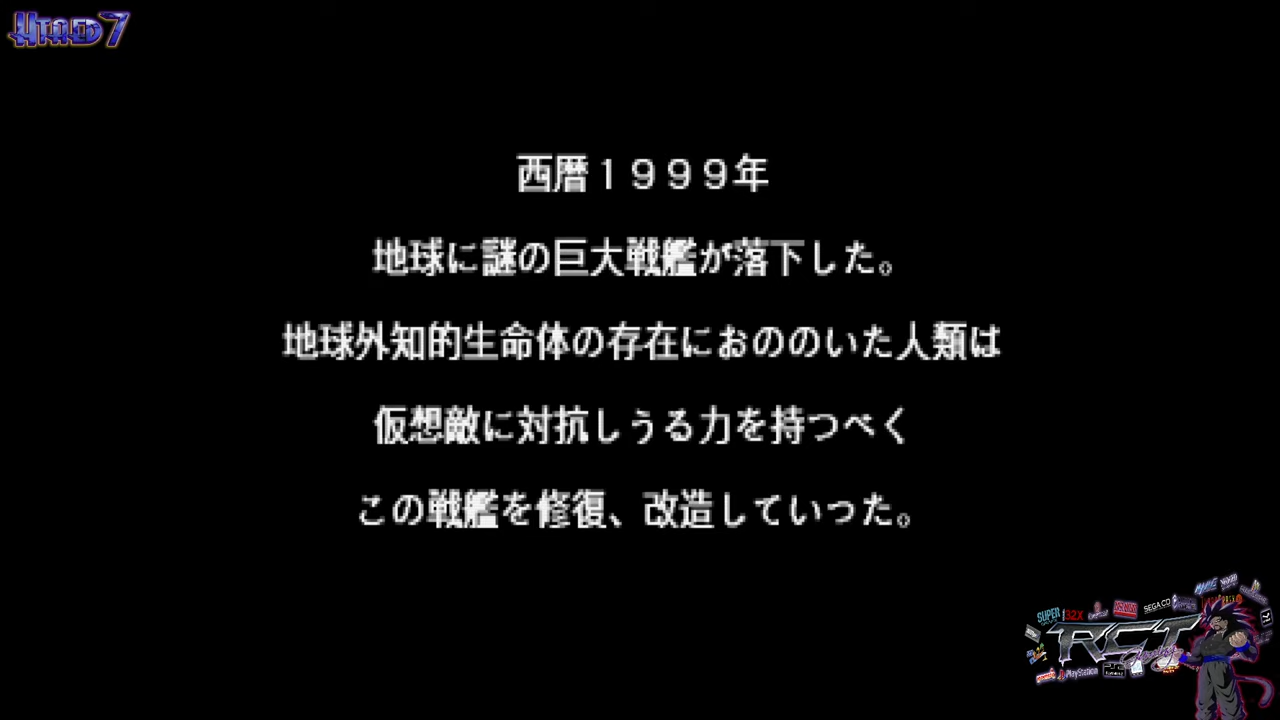 西暦１９９９年
地球に謎の巨大戦艦が落下した。
地球外知的生命体の存在におののいた人類は
仮想敵に対抗しうる力を持つべく
この戦艦を修復、改造していった。
SUPER 32X SEGA CD
RCT
Gaming
PlayStation